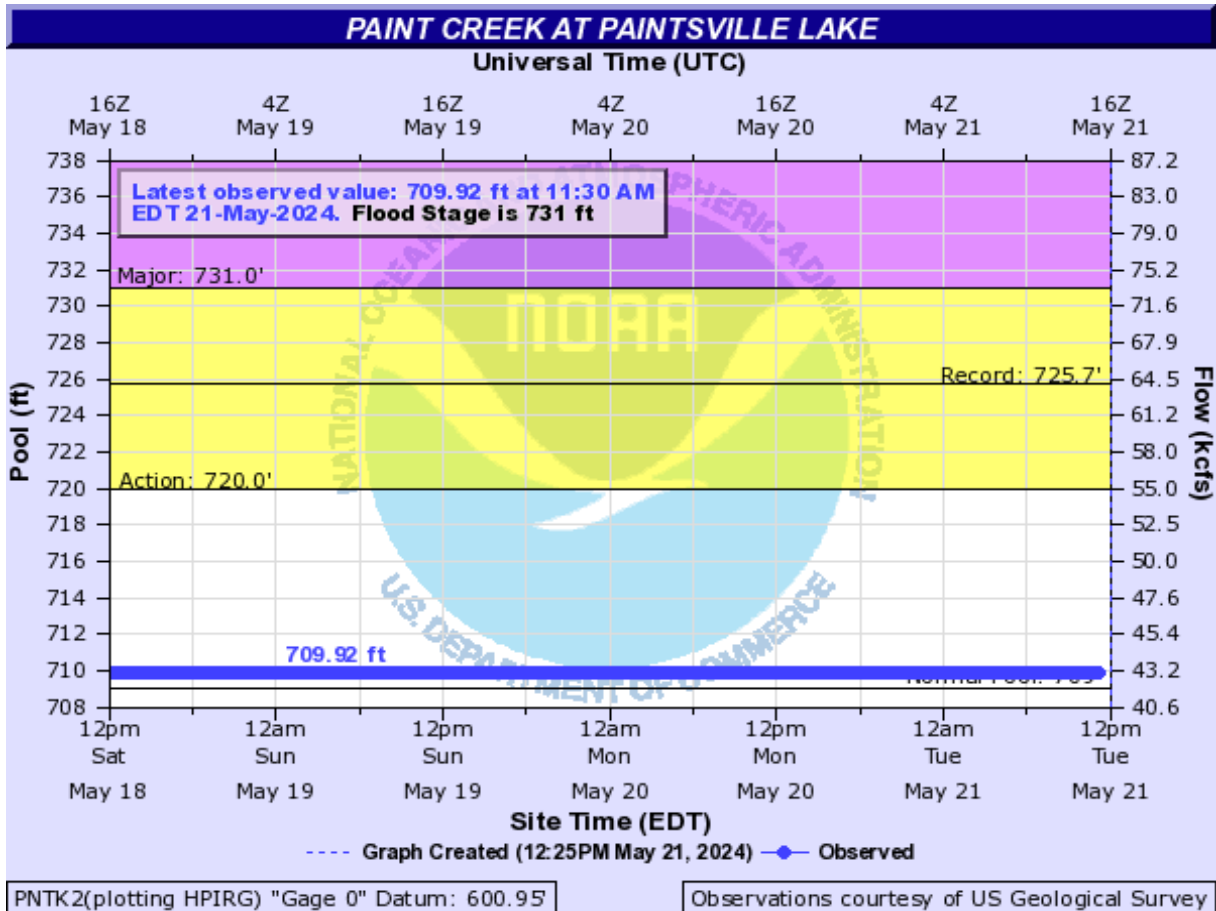 PAINT CREEK AT PAINTSVILLE LAKE
Universal Time (UTC)
16Z 4Z 16Z 4Z 16Z 4Z 16Z
May 18 May 19 May 19 May 20 May 20 May 21 May 21
738 87.2
Latest observed value: 709.92 ft at 11:30 AM
EDT 21-May-2024. Flood Stage is 731 ft
736 83.0
734 79.0
732 75.2
Major: 731.0'
730 71.6
728 67.9
Record: 725.7'
726 64.5
724 61.2
722 58.0
Action: 720.0'
720 55.0
718 52.5
716 50.0
714 47.6
712 45.4
709.92 ft
710 43.2
Normal Pool: 709
708 40.6
Pool (ft)
Flow (kcfs)
NATIONAL OCEANIC AND ATMOSPHERIC ADMINISTRATION
NOAA
U.S. DEPARTMENT OF COMMERCE
12pm 12am 12pm 12am 12pm 12am 12pm
Sat Sun Sun Mon Mon Tue Tue
May 18 May 19 May 19 May 20 May 20 May 21 May 21
Site Time (EDT)
Graph Created (12:25PM May 21, 2024) Observed
PNTK2(plotting HPIRG) "Gage 0" Datum: 600.95'
Observations courtesy of US Geological Survey